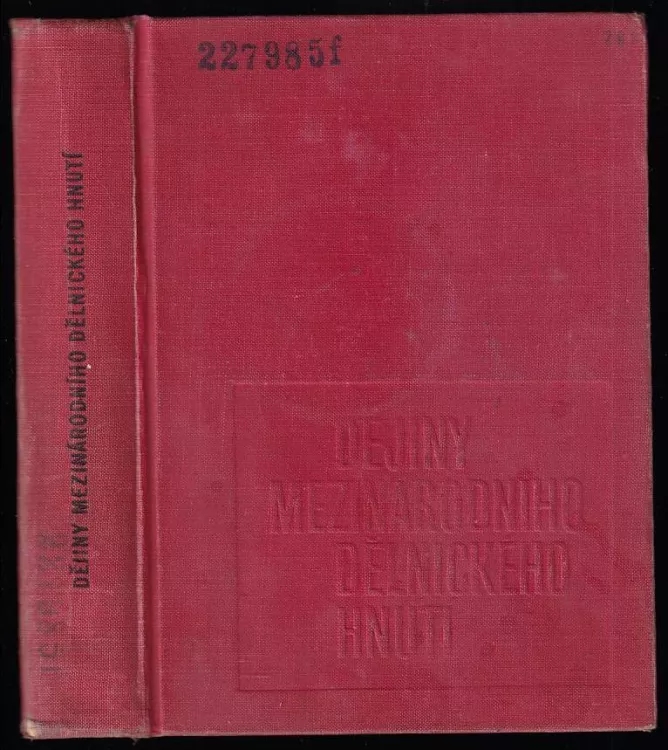 227985f
DĚJINY MEZINÁRODNÍHO DĚLNICKÉHO HNUTÍ
DĚJINY
MEZINÁRODNÍHO
DĚLNICKÉHO
HNUTÍ